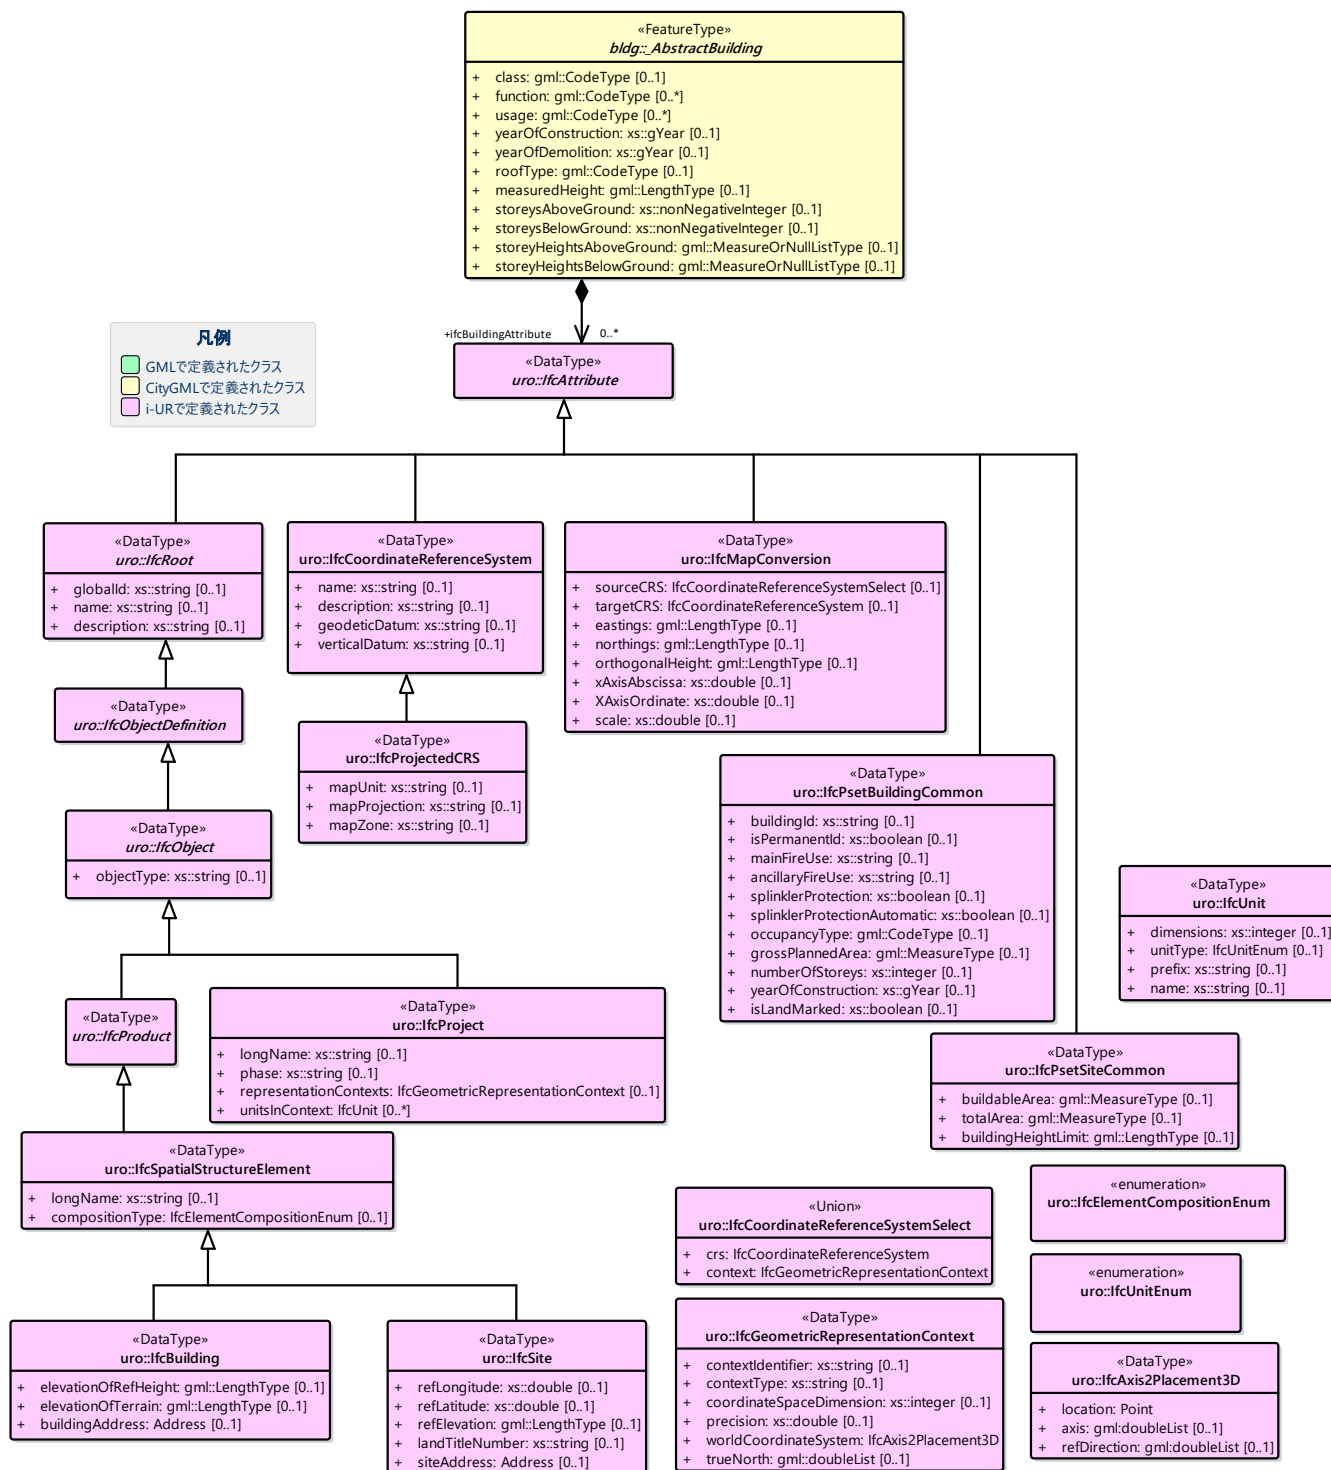 «FeatureType»
bldg::_AbstractBuilding
+ class: gml::CodeType [0..1]
+ function: gml::CodeType [0..*]
+ usage: gml::CodeType [0..*]
+ yearOfConstruction: xs::gYear [0..1]
+ yearOfDemolition: xs::gYear [0..1]
+ roofType: gml::CodeType [0..1]
+ measuredHeight: gml::LengthType [0..1]
+ storeysAboveGround: xs::nonNegativeInteger [0..1]
+ storeysBelowGround: xs::nonNegativeInteger [0..1]
+ storeyHeightsAboveGround: gml::MeasureOrNullListType [0..1]
+ storeyHeightsBelowGround: gml::MeasureOrNullListType [0..1]
+ifcBuildingAttribute 0..*
凡例
GMLで定義されたクラス
CityGMLで定義されたクラス
i-URで定義されたクラス
«DataType»
uro::IfcAttribute
«DataType»
uro::IfcRoot
+ globalId: xs::string [0..1]
+ name: xs::string [0..1]
+ description: xs::string [0..1]
«DataType»
uro::IfcCoordinateReferenceSystem
+ name: xs::string [0..1]
+ description: xs::string [0..1]
+ geodeticDatum: xs::string [0..1]
+ verticalDatum: xs::string [0..1]
«DataType»
uro::IfcMapConversion
+ sourceCRS: IfcCoordinateReferenceSystemSelect [0..1]
+ targetCRS: IfcCoordinateReferenceSystem [0..1]
+ eastings: gml::LengthType [0..1]
+ northings: gml::LengthType [0..1]
+ orthogonalHeight: gml::LengthType [0..1]
+ xAxisAbscissa: xs::double [0..1]
+ XAxisOrdinate: xs::double [0..1]
+ scale: xs::double [0..1]
«DataType»
uro::IfcObjectDefinition
«DataType»
uro::IfcProjectedCRS
+ mapUnit: xs::string [0..1]
+ mapProjection: xs::string [0..1]
+ mapZone: xs::string [0..1]
«DataType»
uro::IfcPsetBuildingCommon
+ buildingId: xs::string [0..1]
+ isPermanentId: xs::boolean [0..1]
+ mainFireUse: xs::string [0..1]
+ ancillaryFireUse: xs::string [0..1]
+ splinklerProtection: xs::boolean [0..1]
+ splinklerProtectionAutomatic: xs::boolean [0..1]
+ occupancyType: gml::CodeType [0..1]
+ grossPlannedArea: gml::MeasureType [0..1]
+ numberOfStoreys: xs::integer [0..1]
+ yearOfConstruction: xs::gYear [0..1]
+ isLandMarked: xs::boolean [0..1]
«DataType»
uro::IfcObject
+ objectType: xs::string [0..1]
«DataType»
uro::IfcUnit
+ dimensions: xs::integer [0..1]
+ unitType: IfcUnitEnum [0..1]
+ prefix: xs::string [0..1]
+ name: xs::string [0..1]
«DataType»
uro::IfcProduct
«DataType»
uro::IfcProject
+ longName: xs::string [0..1]
+ phase: xs::string [0..1]
+ representationContexts: IfcGeometricRepresentationContext [0..1]
+ unitsInContext: IfcUnit [0..*]
«DataType»
uro::IfcPsetSiteCommon
+ buildableArea: gml::MeasureType [0..1]
+ totalArea: gml::MeasureType [0..1]
+ buildingHeightLimit: gml::LengthType [0..1]
«DataType»
uro::IfcSpatialStructureElement
+ longName: xs::string [0..1]
+ compositionType: IfcElementCompositionEnum [0..1]
«Union»
uro::IfcCoordinateReferenceSystemSelect
+ crs: IfcCoordinateReferenceSystem
+ context: IfcGeometricRepresentationContext
«enumeration»
uro::IfcElementCompositionEnum
«enumeration»
uro::IfcUnitEnum
«DataType»
uro::IfcBuilding
+ elevationOfRefHeight: gml::LengthType [0..1]
+ elevationOfTerrain: gml::LengthType [0..1]
+ buildingAddress: Address [0..1]
«DataType»
uro::IfcSite
+ refLongitude: xs::double [0..1]
+ refLatitude: xs::double [0..1]
+ refElevation: gml::LengthType [0..1]
+ landTitleNumber: xs::string [0..1]
+ siteAddress: Address [0..1]
«DataType»
uro::IfcGeometricRepresentationContext
+ contextIdentifier: xs::string [0..1]
+ contextType: xs::string [0..1]
+ coordinateSpaceDimension: xs::integer [0..1]
+ precision: xs::double [0..1]
+ worldCoordinateSystem: IfcAxis2Placement3D
+ trueNorth: gml::doubleList [0..1]
«DataType»
uro::IfcAxis2Placement3D
+ location: Point
+ axis: gml:doubleList [0..1]
+ refDirection: gml:doubleList [0..1]